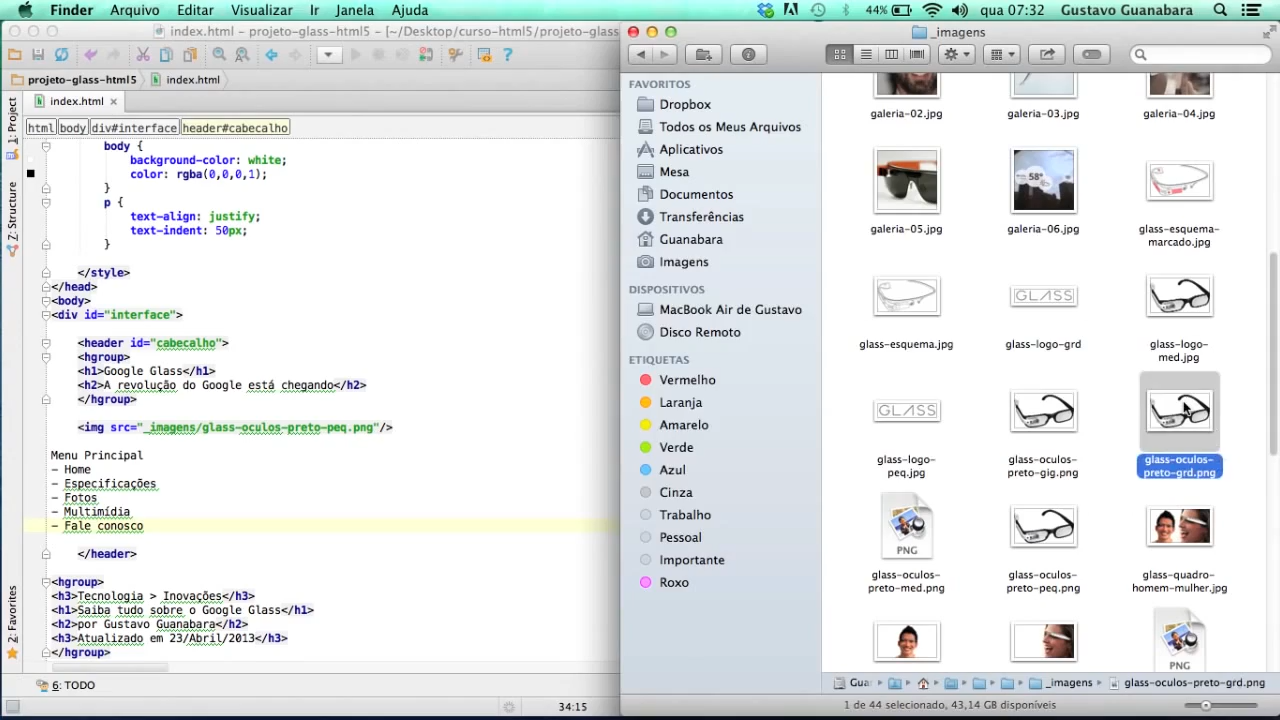 Finder Arquivo Editar Visualizar Ir Janela Ajuda 44% qua 07:32 Gustavo Guanabara
index.html - projeto-glass-html5 - [~/Desktop/curso-html5/projeto-glass
projeto-glass-html5 index.html
index.html
html body div#interface header#cabecalho
1: Project
Z: Structure
2: Favorites
body {
background-color: white;
color: rgba(0,0,0,1);
}
p {
text-align: justify;
text-indent: 50px;
}
</style>
</head>
<body>
<div id="interface">
<header id="cabecalho">
<hgroup>
<h1>Google Glass</h1>
<h2>A revolução do Google está chegando</h2>
</hgroup>
<img src="_imagens/glass-oculos-preto-peq.png"/>
Menu Principal
- Home
- Especificações
- Fotos
- Multimídia
- Fale conosco
</header>
<hgroup>
<h3>Tecnologia > Inovações</h3>
<h1>Saiba tudo sobre o Google Glass</h1>
<h2>por Gustavo Guanabara</h2>
<h3>Atualizado em 23/Abril/2013</h3>
</hgroup>
6: TODO
34:15
_imagens
FAVORITOS
Dropbox
Todos os Meus Arquivos
Aplicativos
Mesa
Documentos
Transferências
Guanabara
Imagens
DISPOSITIVOS
MacBook Air de Gustavo
Disco Remoto
ETIQUETAS
Vermelho
Laranja
Amarelo
Verde
Azul
Cinza
Trabalho
Pessoal
Importante
Roxo
galeria-02.jpg galeria-03.jpg galeria-04.jpg
58°
galeria-05.jpg galeria-06.jpg glass-esquema-
marcado.jpg
GLASS
glass-esquema.jpg glass-logo-grd glass-logo-
med.jpg
GLASS
glass-logo- glass-oculos- glass-oculos-
peq.jpg preto-gig.png preto-grd.png
PNG
glass-oculos- glass-oculos- glass-quadro-
preto-med.png preto-peq.png homem-mulher.jpg
PNG
Gua _imagens glass-oculos-preto-grd.png
1 de 44 selecionado, 43,14 GB disponíveis